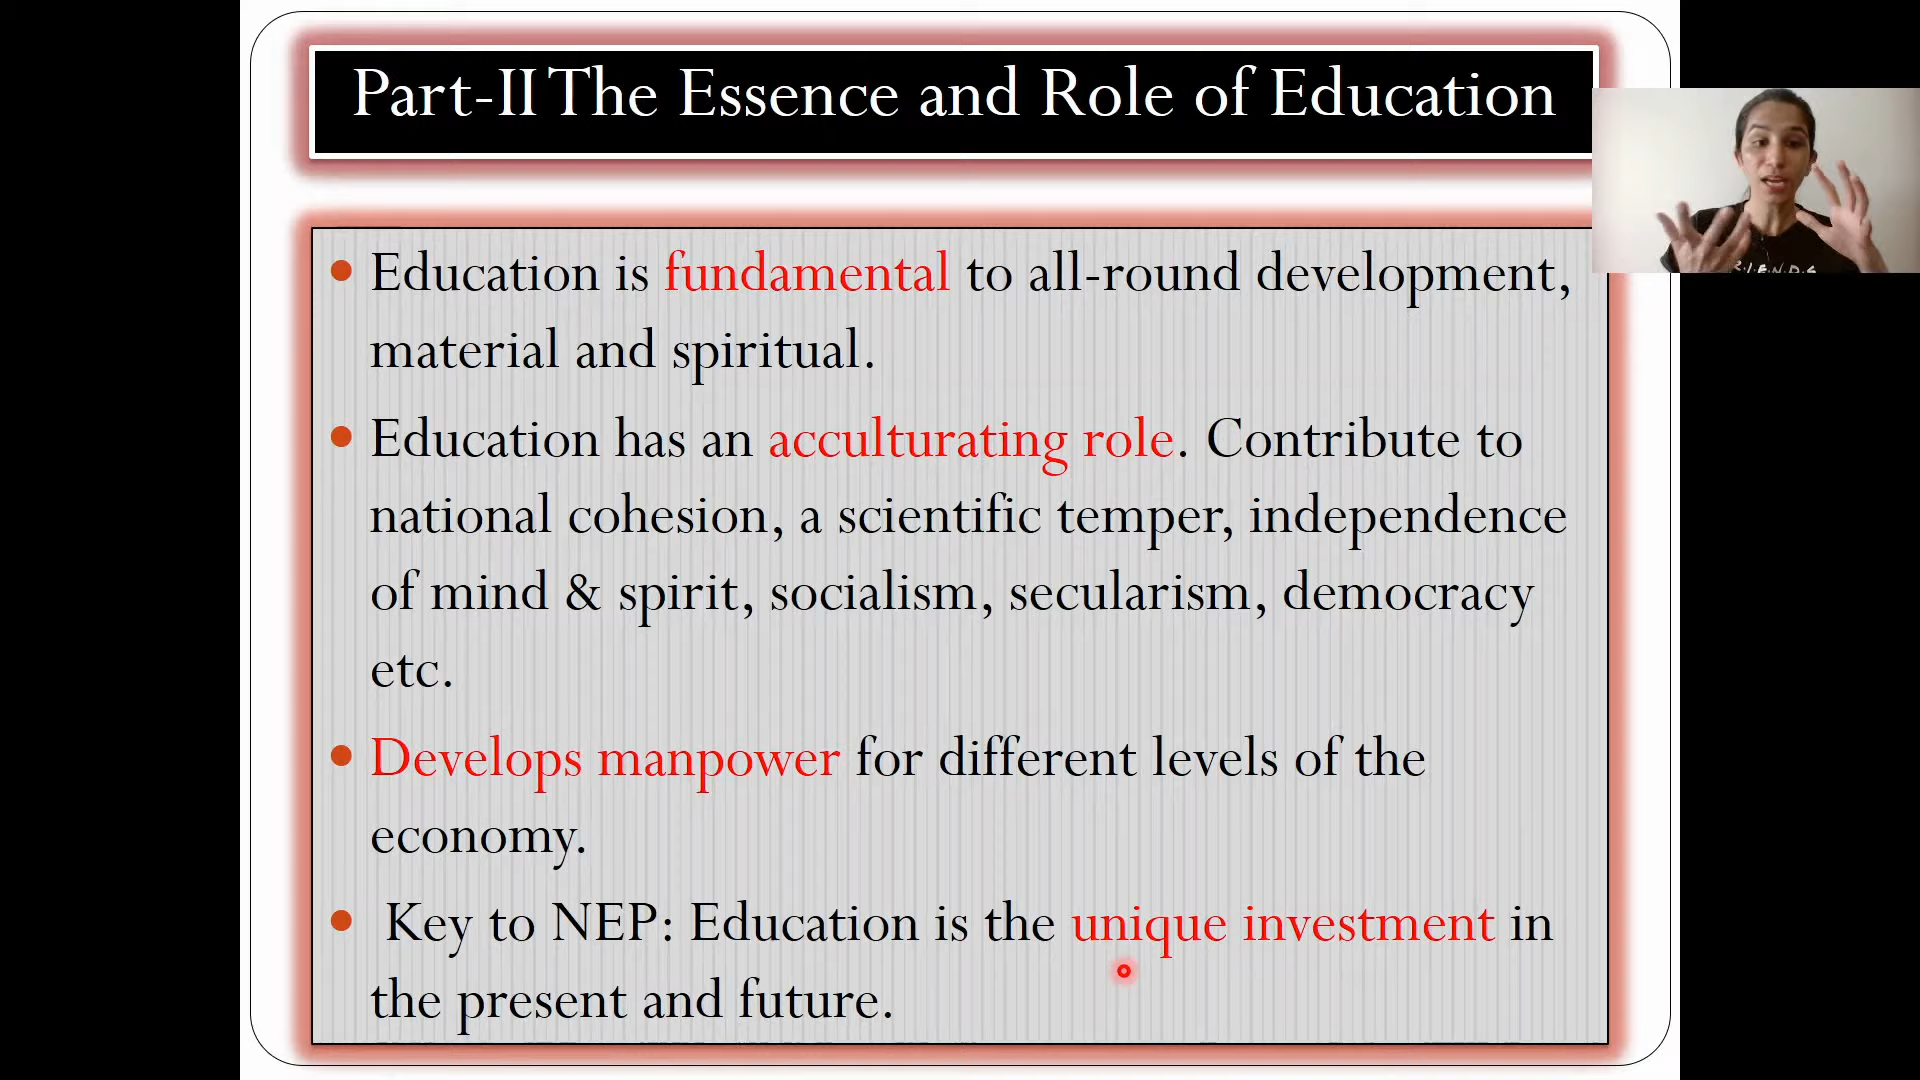 Part-II The Essence and Role of Education
Education is fundamental to all-round development,
material and spiritual.
Education has an acculturating role. Contribute to
national cohesion, a scientific temper, independence
of mind & spirit, socialism, secularism, democracy
etc.
Develops manpower for different levels of the
economy.
Key to NEP: Education is the unique investment in
the present and future.